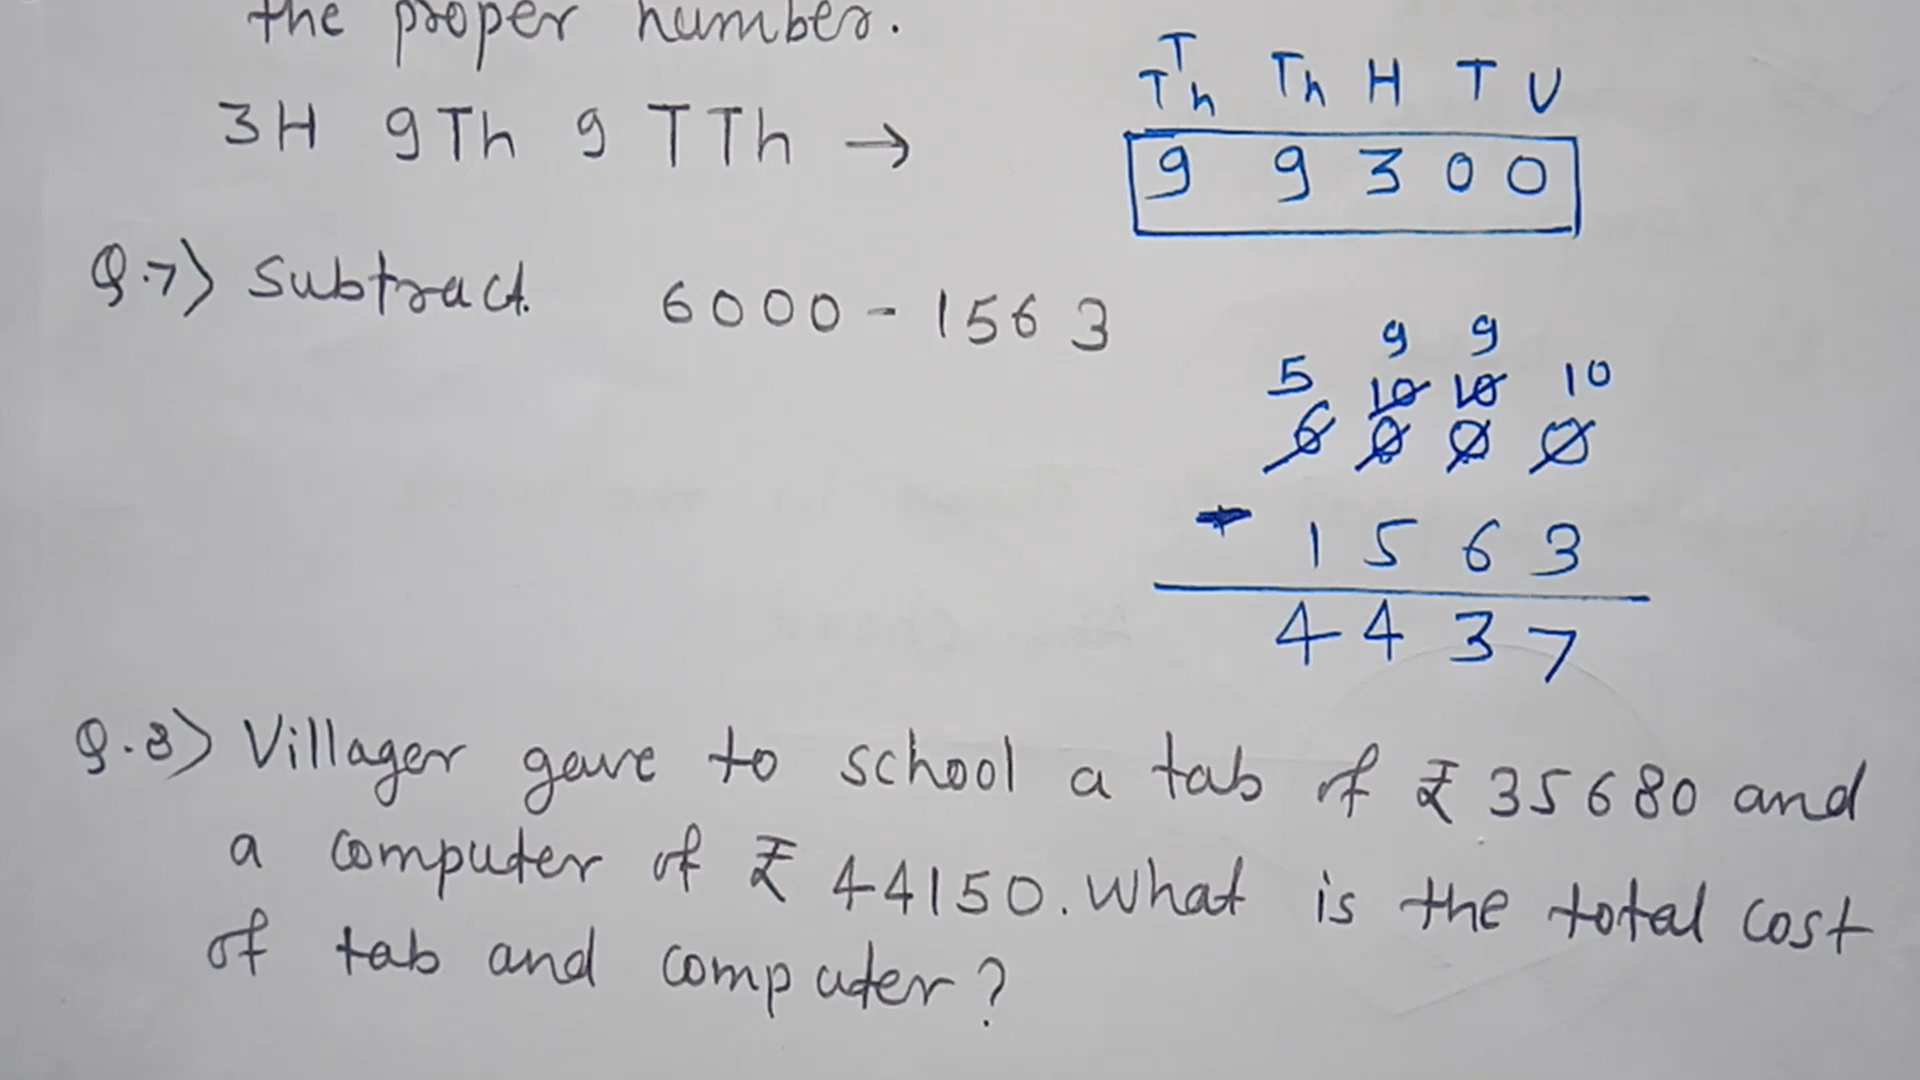 the proper number.
3H 9Th 9 TTh →
T
Th Th H T U
9 9 3 0 0
Q.7) Subtract. 6000 - 1563
9 9
5 10 10 10
6 0 0 0
- 1 5 6 3
4 4 3 7
Q.8) Villager gave to school a tab of ₹ 35680 and
a computer of ₹ 44150. What is the total cost
of tab and computer?